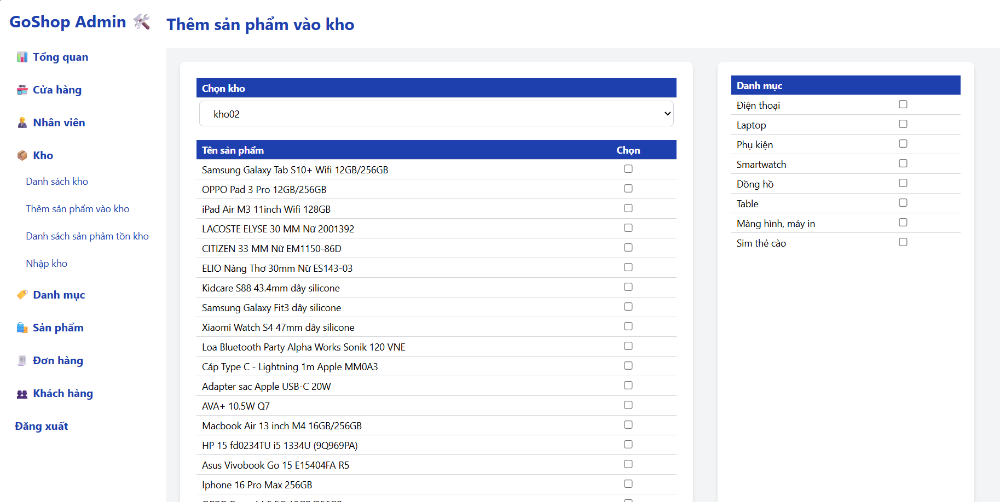 GoShop Admin
Tổng quan
Cửa hàng
Nhân viên
Kho
Danh sách kho
Thêm sản phẩm vào kho
Danh sách sản phảm tồn kho
Nhập kho
Danh mục
Sản phẩm
Đơn hàng
Khách hàng
Đăng xuất
Thêm sản phẩm vào kho
Chọn kho
kho02
Tên sản phẩm Chọn
Samsung Galaxy Tab S10+ Wifi 12GB/256GB
OPPO Pad 3 Pro 12GB/256GB
iPad Air M3 11inch Wifi 128GB
LACOSTE ELYSE 30 MM Nữ 2001392
CITIZEN 33 MM Nữ EM1150-86D
ELIO Nàng Thơ 30mm Nữ ES143-03
Kidcare S88 43.4mm dây silicone
Samsung Galaxy Fit3 dây silicone
Xiaomi Watch S4 47mm dây silicone
Loa Bluetooth Party Alpha Works Sonik 120 VNE
Cáp Type C - Lightning 1m Apple MM0A3
Adapter sac Apple USB-C 20W
AVA+ 10.5W Q7
Macbook Air 13 inch M4 16GB/256GB
HP 15 fd0234TU i5 1334U (9Q969PA)
Asus Vivobook Go 15 E15404FA R5
Iphone 16 Pro Max 256GB
Danh mục
Điện thoại
Laptop
Phụ kiện
Smartwatch
Đồng hồ
Table
Màng hình, máy in
Sim thẻ cào